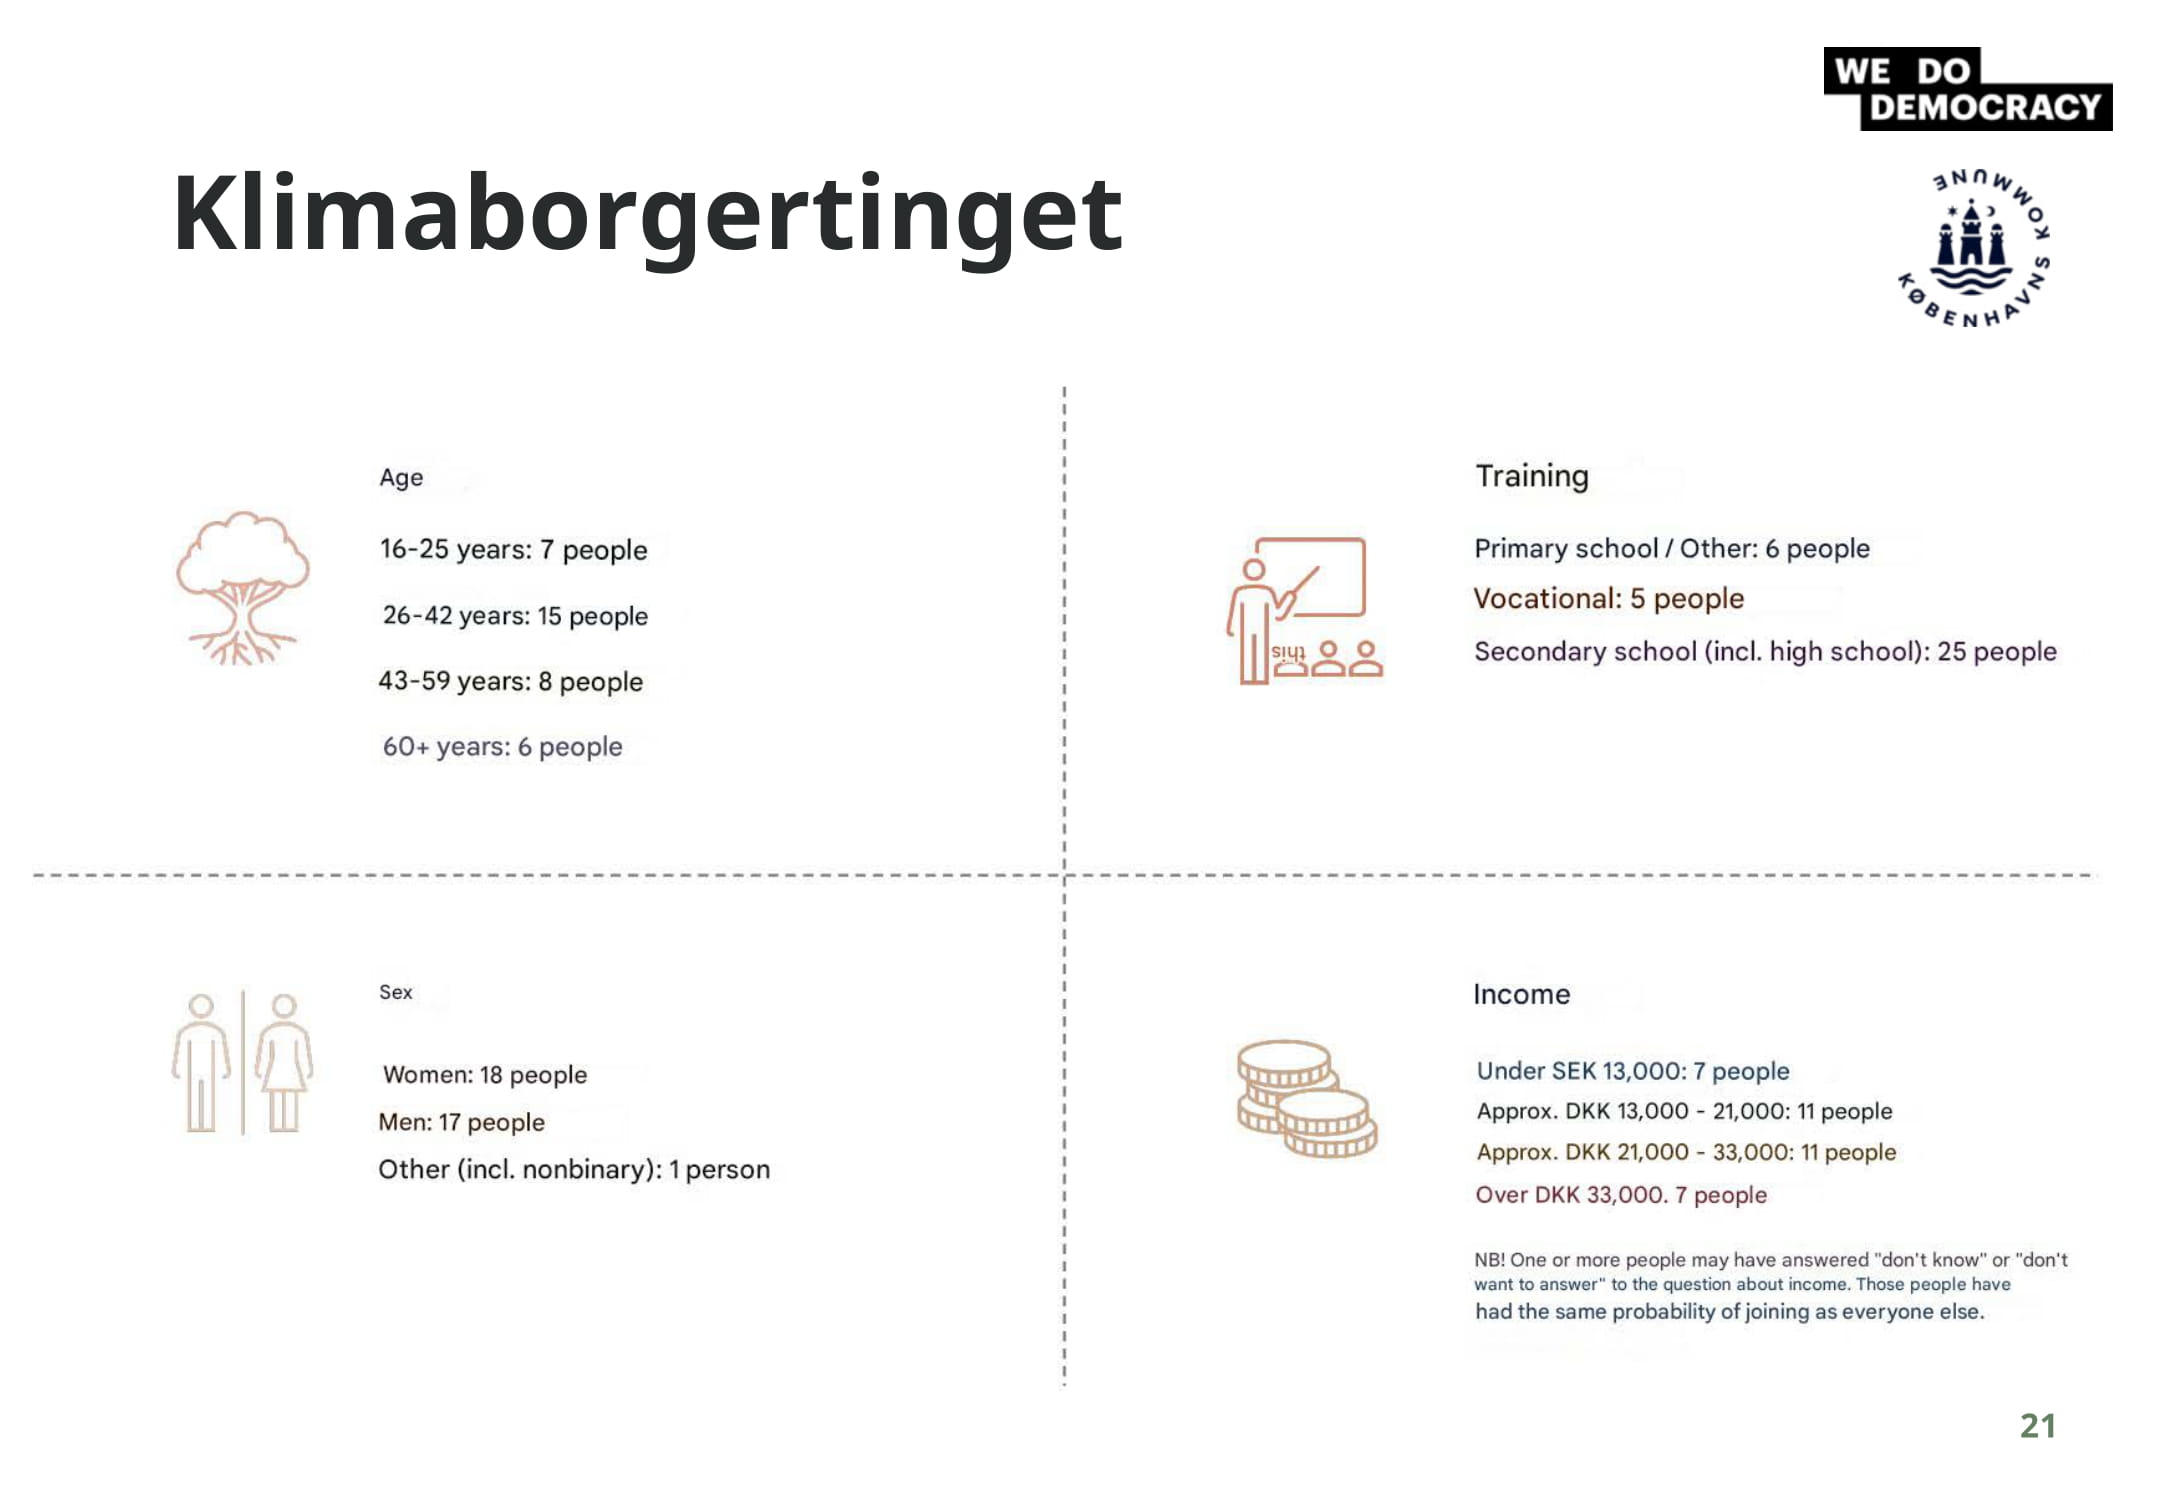 WE DO
DEMOCRACY
KØBENHAVNS KOMMUNE
Klimaborgertinget
Age
16-25 years: 7 people
26-42 years: 15 people
43-59 years: 8 people
60+ years: 6 people
Training
Primary school / Other: 6 people
Vocational: 5 people
Secondary school (incl. high school): 25 people
this
Sex
Women: 18 people
Men: 17 people
Other (incl. nonbinary): 1 person
Income
Under SEK 13,000: 7 people
Approx. DKK 13,000 - 21,000: 11 people
Approx. DKK 21,000 - 33,000: 11 people
Over DKK 33,000. 7 people
NB! One or more people may have answered "don't know" or "don't
want to answer" to the question about income. Those people have
had the same probability of joining as everyone else.
21